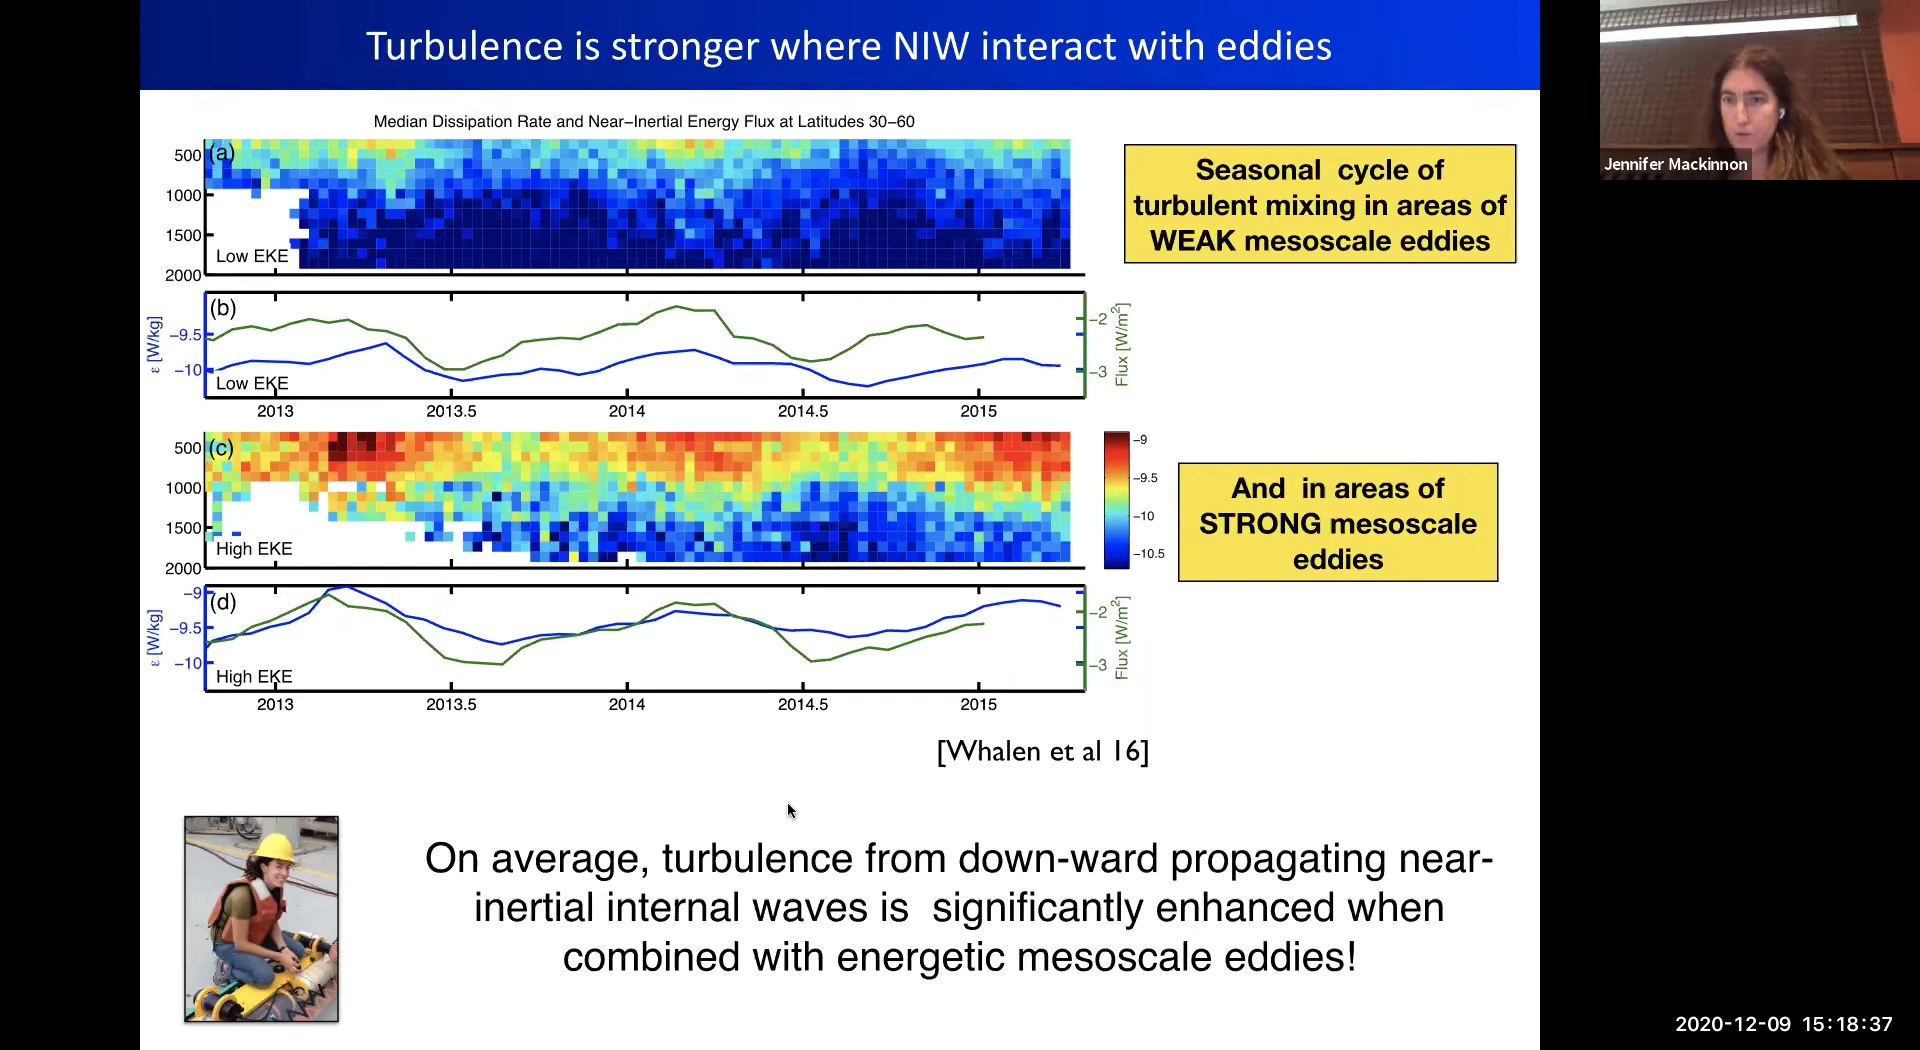 Turbulence is stronger where NIW interact with eddies
Jennifer Mackinnon
Median Dissipation Rate and Near-Inertial Energy Flux at Latitudes 30-60
(a)
500
1000
1500
2000
Low EKE
Seasonal cycle of
turbulent mixing in areas of
WEAK mesoscale eddies
(b)
ε [W/kg]
-9.5
-10
Low EKE
-2
-3
Flux [W/m²]
2013 2013.5 2014 2014.5 2015
(c)
500
1000
1500
2000
High EKE
-9
-9.5
-10
-10.5
And in areas of
STRONG mesoscale
eddies
(d)
ε [W/kg]
-9
-9.5
-10
High EKE
-2
-3
Flux [W/m²]
2013 2013.5 2014 2014.5 2015
[Whalen et al 16]
On average, turbulence from down-ward propagating near-
inertial internal waves is significantly enhanced when
combined with energetic mesoscale eddies!
2020-12-09 15:18:37